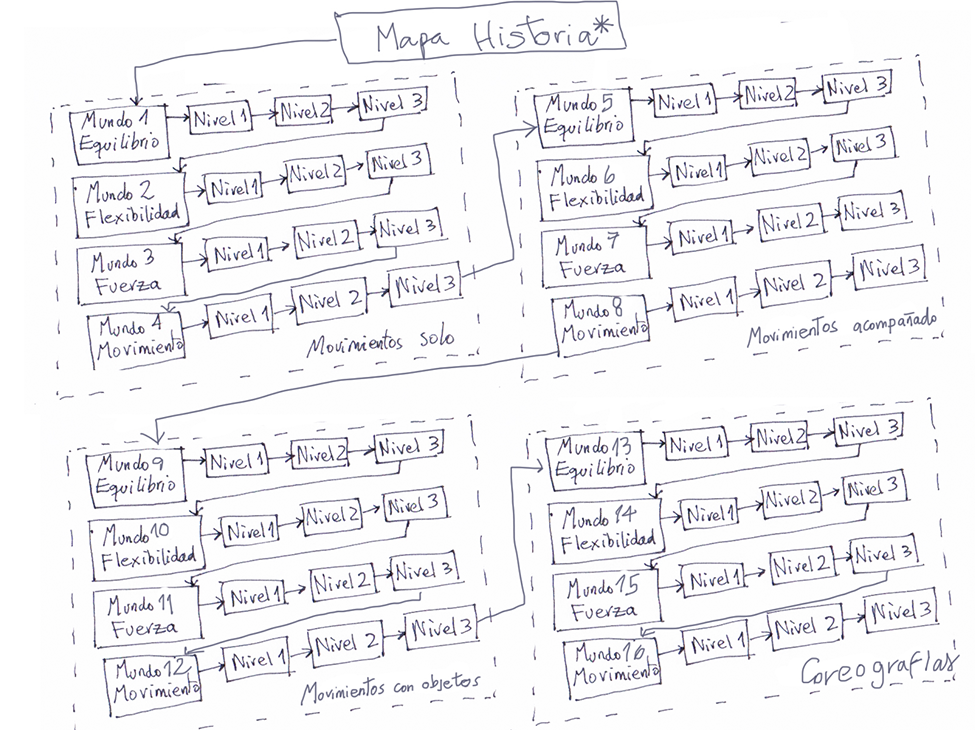 Mapa Historia*
Mundo 1
Equilibrio
Nivel 1
Nivel 2
Nivel 3
Mundo 2
Flexibilidad
Nivel 1
Nivel 2
Nivel 3
Mundo 3
Fuerza
Nivel 1
Nivel 2
Nivel 3
Mundo 4
Movimiento
Nivel 1
Nivel 2
Nivel 3
Movimientos solo
Mundo 5
Equilibrio
Nivel 1
Nivel 2
Nivel 3
Mundo 6
Flexibilidad
Nivel 1
Nivel 2
Nivel 3
Mundo 7
Fuerza
Nivel 1
Nivel 2
Nivel 3
Mundo 8
Movimiento
Nivel 1
Nivel 2
Nivel 3
Movimientos acompañado
Mundo 9
Equilibrio
Nivel 1
Nivel 2
Nivel 3
Mundo 10
Flexibilidad
Nivel 1
Nivel 2
Nivel 3
Mundo 11
Fuerza
Nivel 1
Nivel 2
Nivel 3
Mundo 12
Movimiento
Nivel 1
Nivel 2
Nivel 3
Movimientos con objetos
Mundo 13
Equilibrio
Nivel 1
Nivel 2
Nivel 3
Mundo 14
Flexibilidad
Nivel 1
Nivel 2
Nivel 3
Mundo 15
Fuerza
Nivel 1
Nivel 2
Nivel 3
Mundo 16
Movimiento
Nivel 1
Nivel 2
Nivel 3
Coreografías